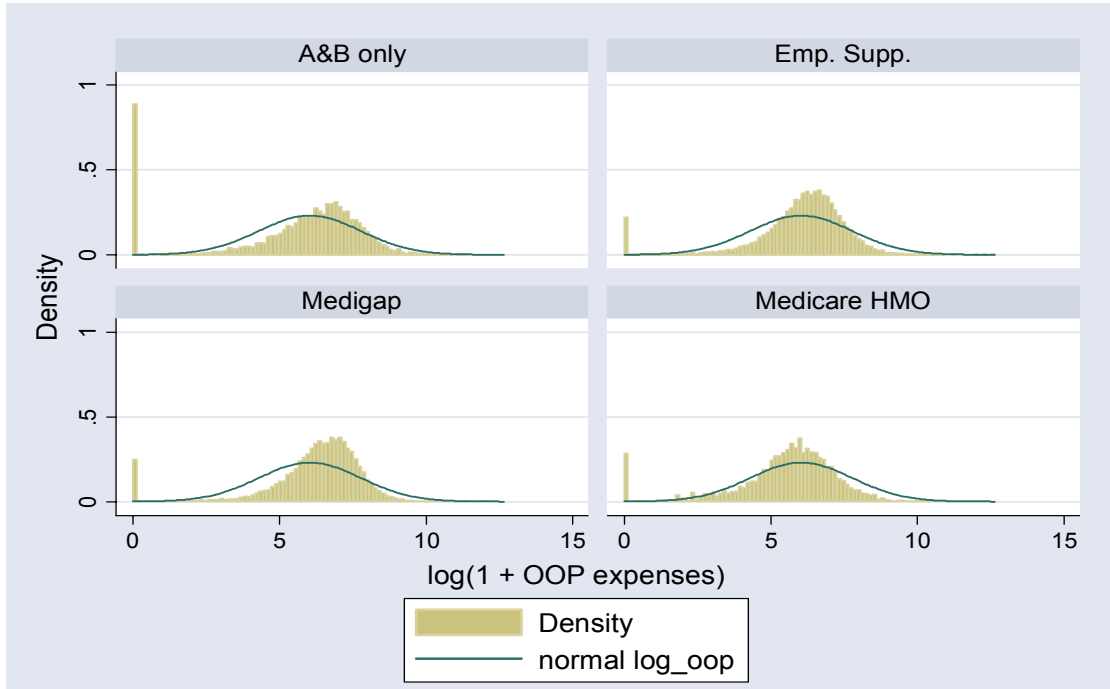 A&B only
Emp. Supp.
1
.5
0
Medigap
Medicare HMO
1
.5
0
Density
0
5
10
15
0
5
10
15
log(1 + OOP expenses)
Density
normal log_oop